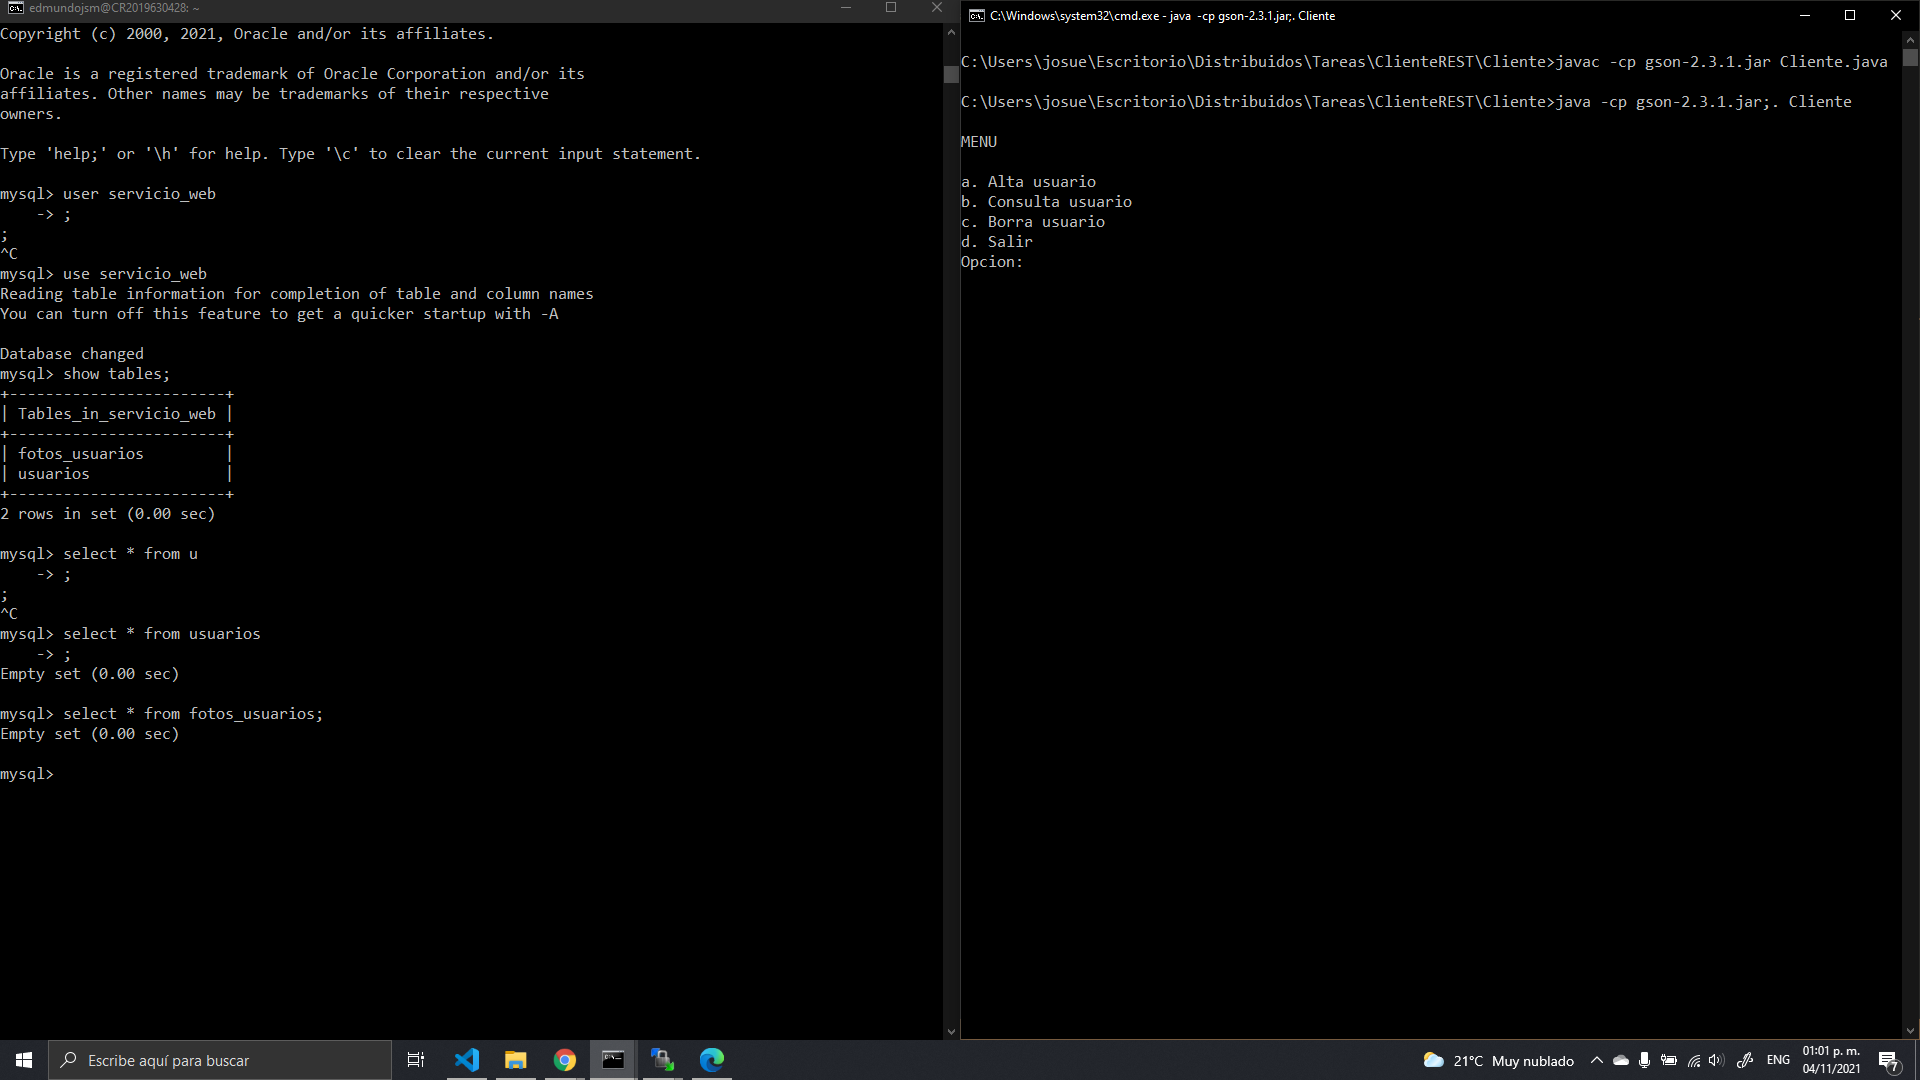 edmundojsm@CR2019630428: ~
Copyright (c) 2000, 2021, Oracle and/or its affiliates.
Oracle is a registered trademark of Oracle Corporation and/or its
affiliates. Other names may be trademarks of their respective
owners.
Type 'help;' or '\h' for help. Type '\c' to clear the current input statement.
mysql> user servicio_web
    -> ;
;
^C
mysql> use servicio_web
Reading table information for completion of table and column names
You can turn off this feature to get a quicker startup with -A
Database changed
mysql> show tables;
+------------------------+
| Tables_in_servicio_web |
+------------------------+
| fotos_usuarios         |
| usuarios               |
+------------------------+
2 rows in set (0.00 sec)
mysql> select * from u
    -> ;
;
^C
mysql> select * from usuarios
    -> ;
Empty set (0.00 sec)
mysql> select * from fotos_usuarios;
Empty set (0.00 sec)
mysql>
C:\Windows\system32\cmd.exe - java  -cp gson-2.3.1.jar;. Cliente
C:\Users\josue\Escritorio\Distribuidos\Tareas\ClienteREST\Cliente>javac -cp gson-2.3.1.jar Cliente.java
C:\Users\josue\Escritorio\Distribuidos\Tareas\ClienteREST\Cliente>java -cp gson-2.3.1.jar;. Cliente
MENU
a. Alta usuario
b. Consulta usuario
c. Borra usuario
d. Salir
Opcion:
Escribe aquí para buscar
21°C Muy nublado
ENG
01:01 p. m.
04/11/2021
7